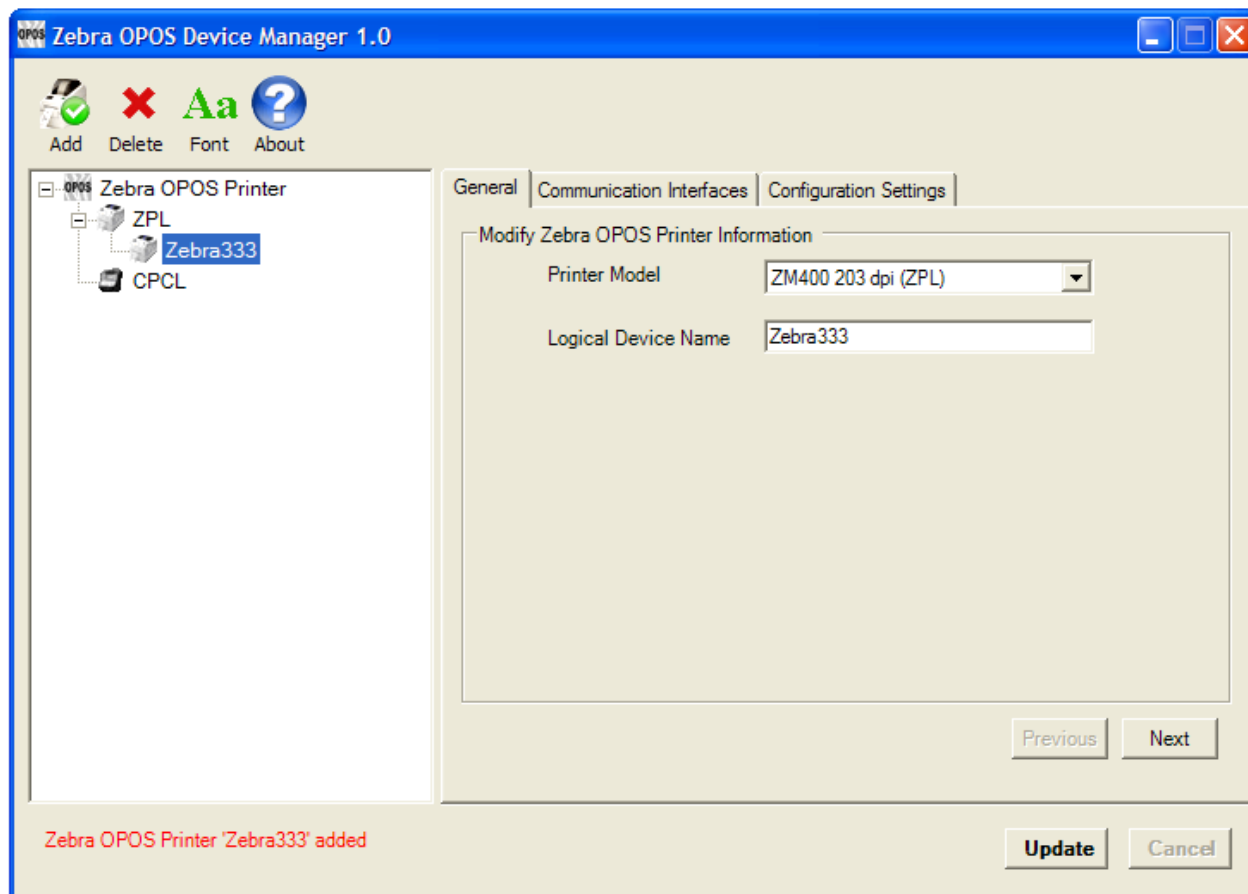 OPOS Zebra OPOS Device Manager 1.0
Add Delete Font About
Aa
?
OPOS Zebra OPOS Printer
ZPL
Zebra333
CPCL
General Communication Interfaces Configuration Settings
Modify Zebra OPOS Printer Information
Printer Model ZM400 203 dpi (ZPL)
Logical Device Name Zebra333
Previous Next
Zebra OPOS Printer 'Zebra333' added
Update Cancel